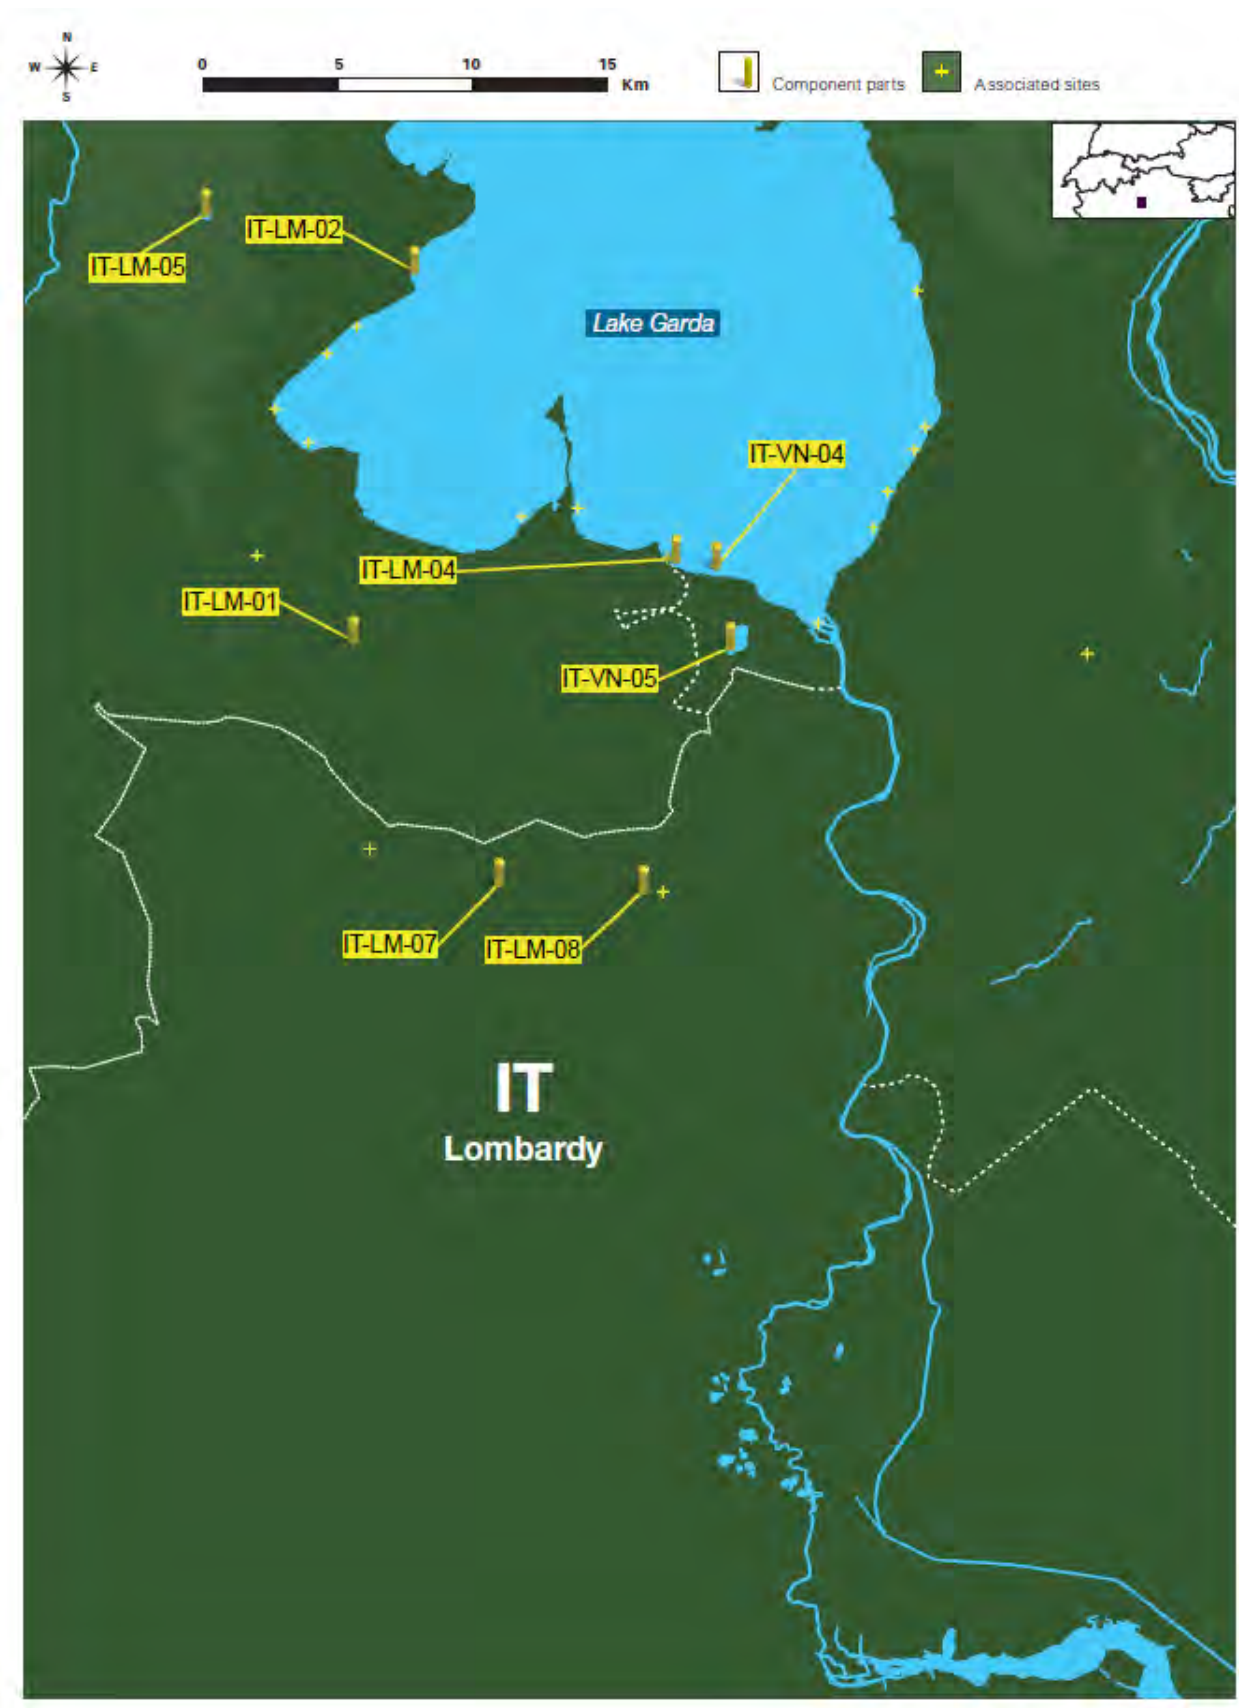 N
W E
S
0 5 10 15
Km
Component parts
Associated sites
IT-LM-05
IT-LM-02
Lake Garda
IT-VN-04
IT-LM-04
IT-LM-01
IT-VN-05
IT-LM-07
IT-LM-08
IT
Lombardy